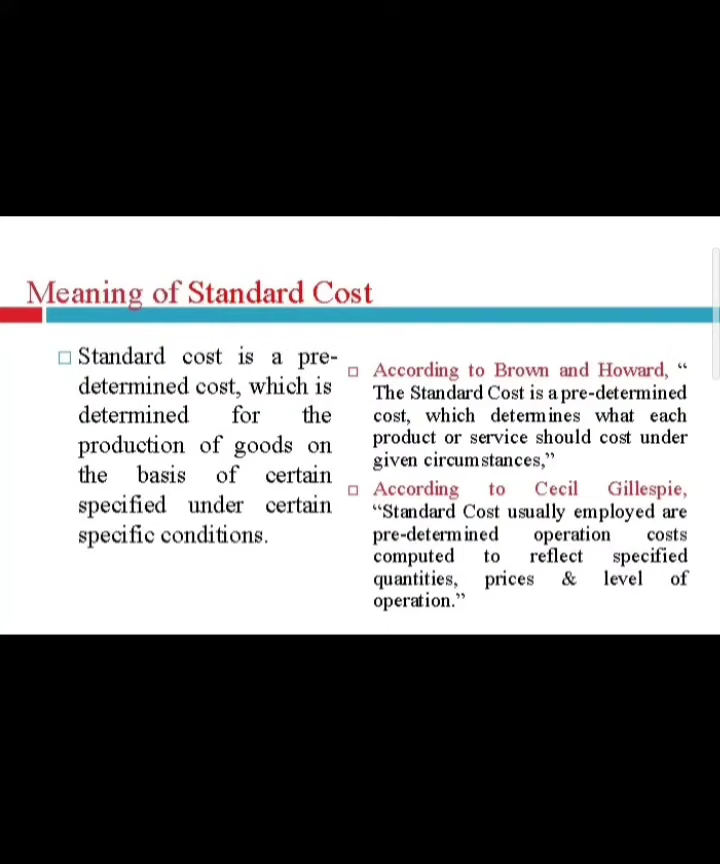 Meaning of Standard Cost
Standard cost is a pre-
determined cost, which is
determined for the
production of goods on
the basis of certain
specified under certain
specific conditions.
According to Brown and Howard, “
The Standard Cost is a pre-determined
cost, which determines what each
product or service should cost under
given circumstances,”
According to Cecil Gillespie,
“Standard Cost usually employed are
pre-determined operation costs
computed to reflect specified
quantities, prices & level of
operation.”